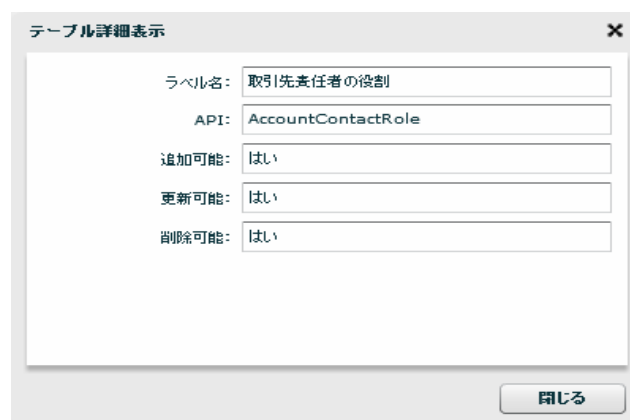 テーブル詳細表示
ラベル名: 取引先責任者の役割
API: AccountContactRole
追加可能: はい
更新可能: はい
削除可能: はい
閉じる